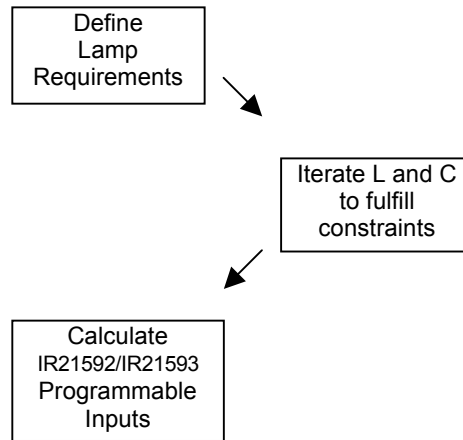 Define
Lamp
Requirements
Iterate L and C
to fulfill
constraints
Calculate
IR21592/IR21593
Programmable
Inputs